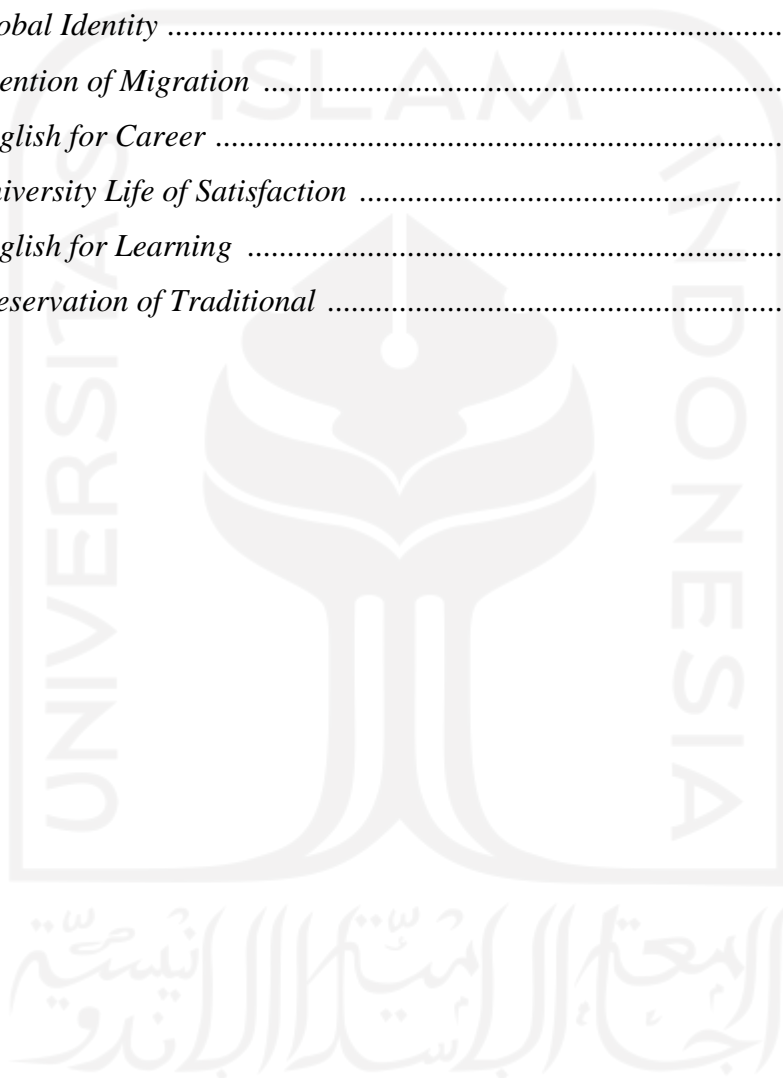 obal Identity ........................................................................................
ention of Migration ........................................................................
glish for Career ..............................................................................
iversity Life of Satisfaction ...........................................................
glish for Learning ..........................................................................
eservation of Traditional ..............................................................
ISLAM
UNIVERSITAS
INDONESIA